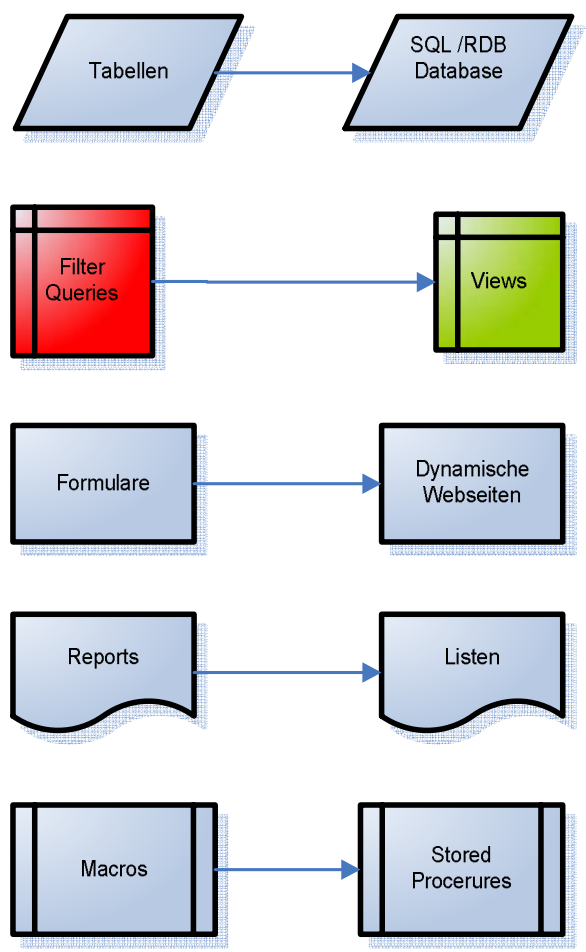 Tabellen
SQL /RDB
Database
Filter
Queries
Views
Formulare
Dynamische
Webseiten
Reports
Listen
Macros
Stored
Procerures